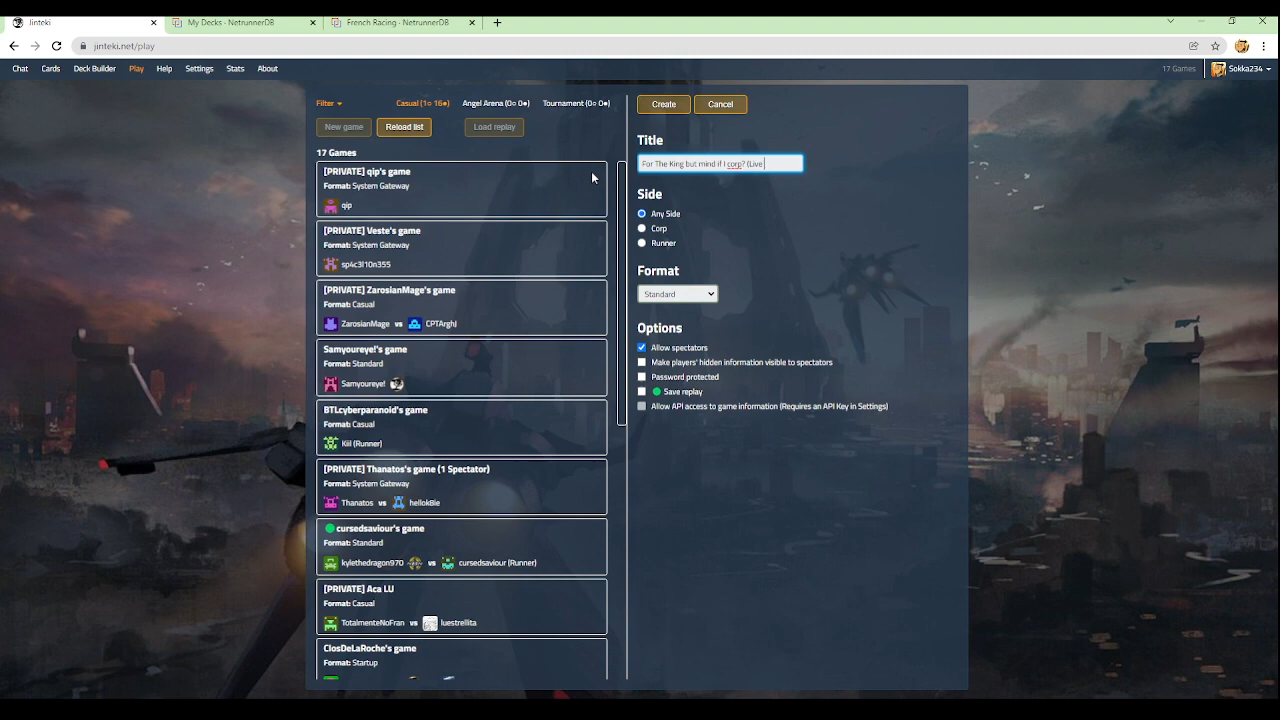 Jinteki
My Decks · NetrunnerDB
French Racing · NetrunnerDB
jinteki.net/play
Chat Cards Deck Builder Play Help Settings Stats About
17 Games Sokka234
Filter Casual (1○ 16●) Angel Arena (0○ 0●) Tournament (0○ 0●)
New game Reload list Load replay
17 Games
[PRIVATE] qip's game
Format: System Gateway
qip
[PRIVATE] Veste's game
Format: System Gateway
sp4c3l10n355
[PRIVATE] ZarosianMage's game
Format: Casual
ZarosianMage vs CPTArghl
Samyoureye!'s game
Format: Standard
Samyoureye!
BTLcyberparanoid's game
Format: Casual
Kiil (Runner)
[PRIVATE] Thanatos's game (1 Spectator)
Format: System Gateway
Thanatos vs hellok8ie
cursedsaviour's game
Format: Standard
kylethedragon970 vs cursedsaviour (Runner)
[PRIVATE] Aca LU
Format: Casual
TotalmenteNoFran vs luestrellita
ClosDeLaRoche's game
Format: Startup
Create Cancel
Title
For The King but mind if I corp? (Live
Side
Any Side
Corp
Runner
Format
Standard
Options
Allow spectators
Make players' hidden information visible to spectators
Password protected
Save replay
Allow API access to game information (Requires an API Key in Settings)